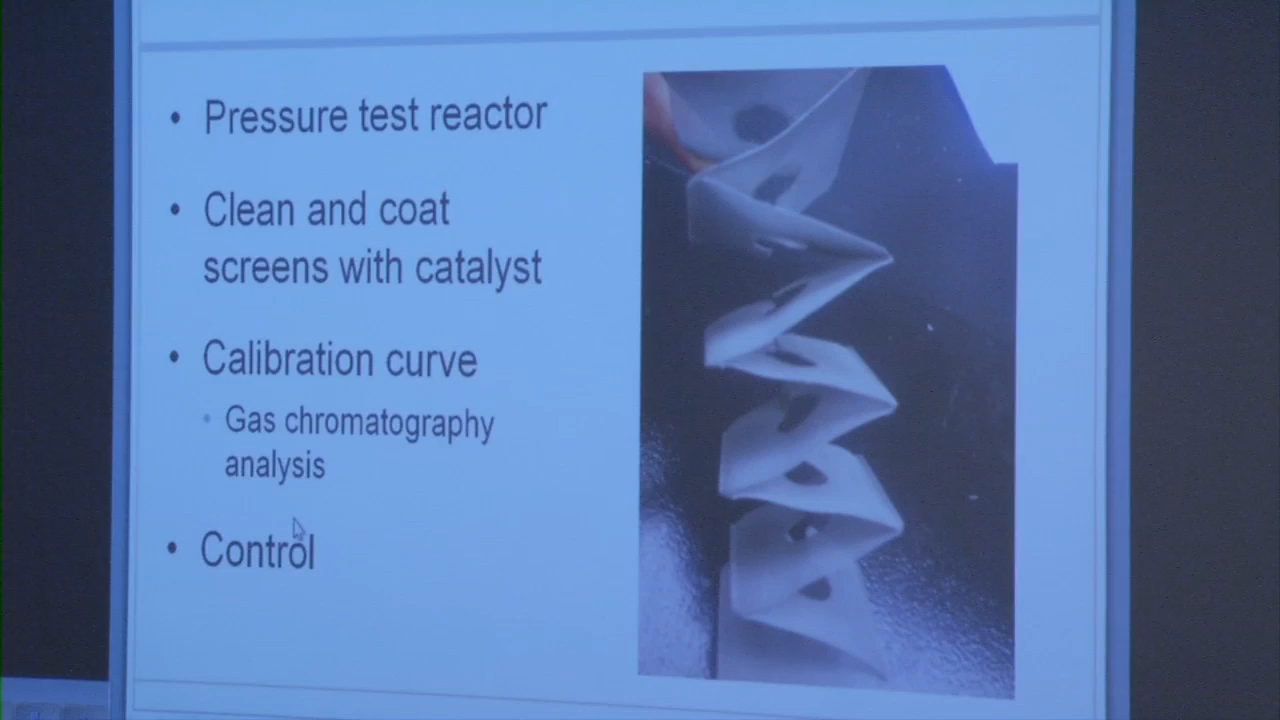 • Pressure test reactor
• Clean and coat
screens with catalyst
• Calibration curve
• Gas chromatography
analysis
• Control